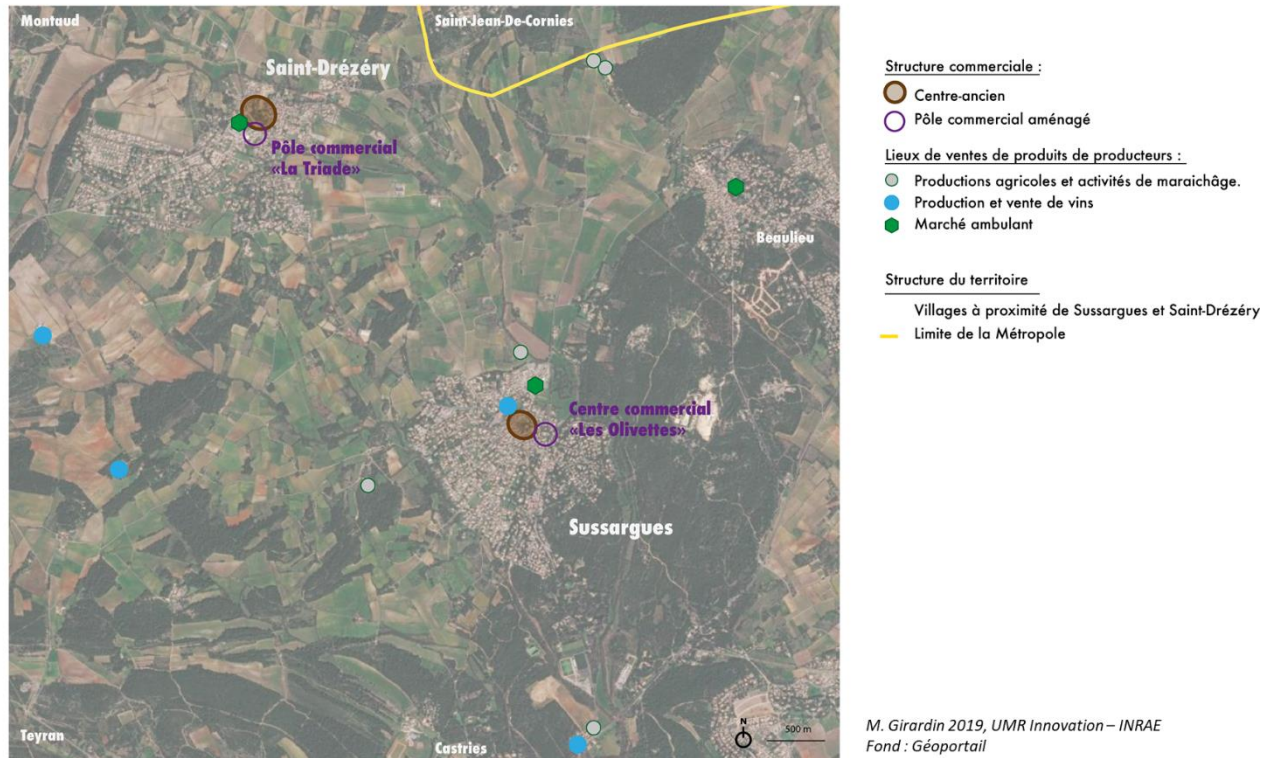 Montaud
Saint-Jean-De-Cornies
Saint-Drézéry
Pôle commercial
«La Triade»
Beaulieu
Centre commercial
«Les Olivettes»
Sussargues
Teyran
Castries
N
500 m
Structure commerciale :
Centre-ancien
Pôle commercial aménagé
Lieux de ventes de produits de producteurs :
Productions agricoles et activités de maraichâge.
Production et vente de vins
Marché ambulant
Structure du territoire
Villages à proximité de Sussargues et Saint-Drézéry
Limite de la Métropole
M. Girardin 2019, UMR Innovation – INRAE
Fond : Géoportail